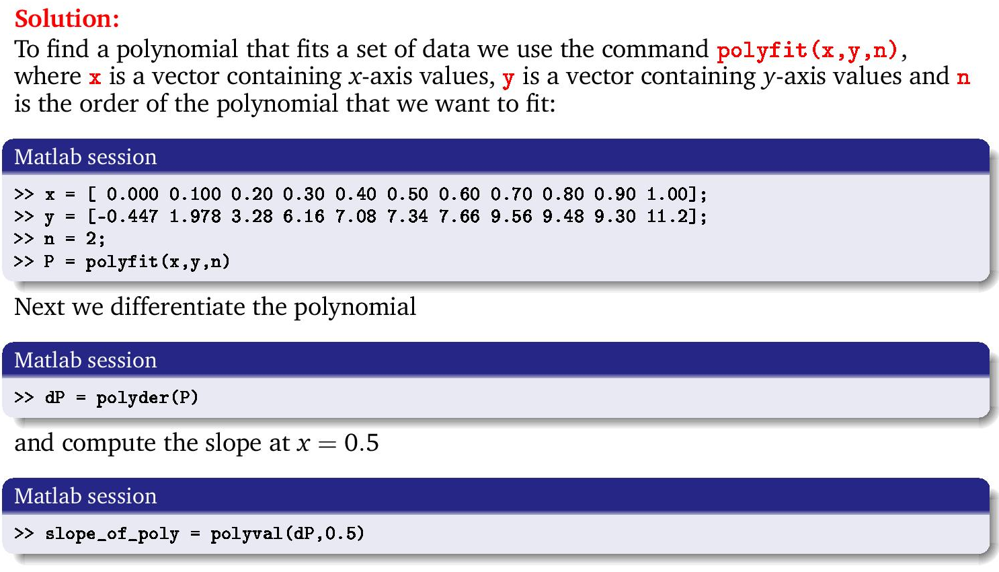 Solution:
To find a polynomial that fits a set of data we use the command polyfit(x,y,n),
where x is a vector containing x-axis values, y is a vector containing y-axis values and n
is the order of the polynomial that we want to fit:
Matlab session
>> x = [ 0.000 0.100 0.20 0.30 0.40 0.50 0.60 0.70 0.80 0.90 1.00];
>> y = [-0.447 1.978 3.28 6.16 7.08 7.34 7.66 9.56 9.48 9.30 11.2];
>> n = 2;
>> P = polyfit(x,y,n)
Next we differentiate the polynomial
Matlab session
>> dP = polyder(P)
and compute the slope at x = 0.5
Matlab session
>> slope_of_poly = polyval(dP,0.5)